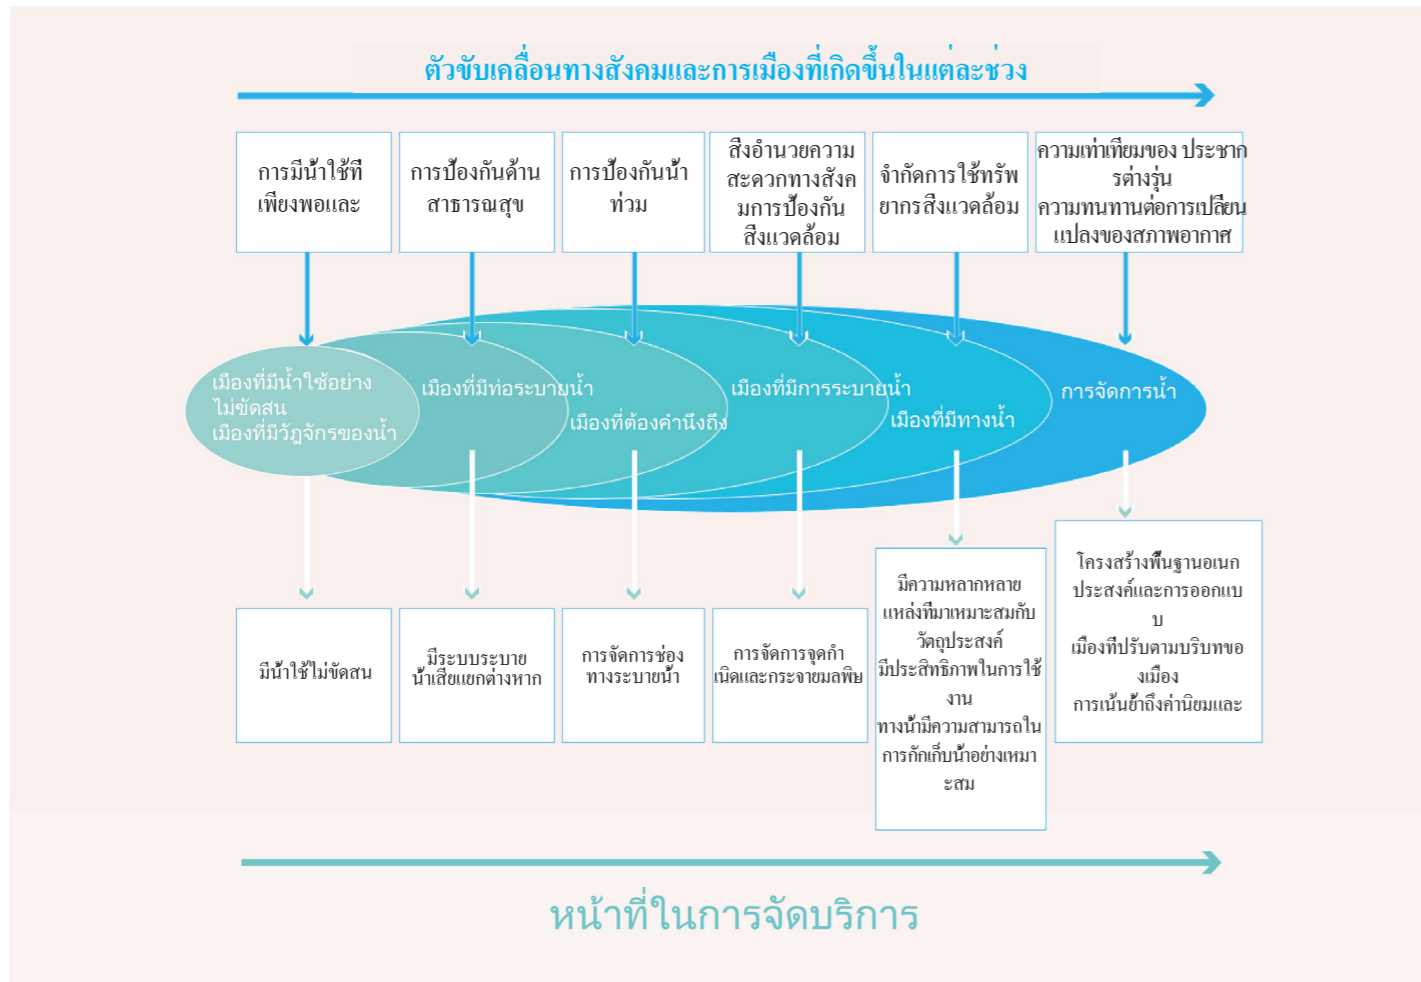 ตัวขับเคลื่อนทางสังคมและการเมืองที่เกิดขึ้นในแต่ละช่วง
การมีน้ำใช้ที่
เพียงพอและ
การป้องกันด้าน
สาธารณสุข
การป้องกันน้ำ
ท่วม
สิ่งอำนวยความ
สะดวกทางสังค
มการป้องกัน
สิ่งแวดล้อม
จำกัดการใช้ทรัพ
ยากรสิ่งแวดล้อม
ความเท่าเทียมของ ประชาก
รต่างรุ่น
ความทนทานต่อการเปลี่ยน
แปลงของสภาพอากาศ
เมืองที่มีน้ำใช้อย่าง
ไม่ขัดสน
เมืองที่มีวัฏจักรของน้ำ
เมืองที่มีท่อระบายน้ำ
เมืองที่ต้องคำนึงถึง
เมืองที่มีการระบายน้ำ
เมืองที่มีทางน้ำ
การจัดการน้ำ
มีน้ำใช้ไม่ขัดสน
มีระบบระบาย
น้ำเสียแยกต่างหาก
การจัดการช่อง
ทางระบายน้ำ
การจัดการจุดกำ
เนิดและกระจายมลพิษ
มีความหลากหลาย
แหล่งที่มาเหมาะสมกับ
วัตถุประสงค์
มีประสิทธิภาพในการใช้
งาน
ทางน้ำมีความสามารถใน
การกักเก็บน้ำอย่างเหมา
ะสม
โครงสร้างพื้นฐานอเนก
ประสงค์และการออกแบ
บ
เมืองที่ปรับตามบริบทขอ
งเมือง
การเน้นย้ำถึงค่านิยมและ
หน้าที่ในการจัดบริการ